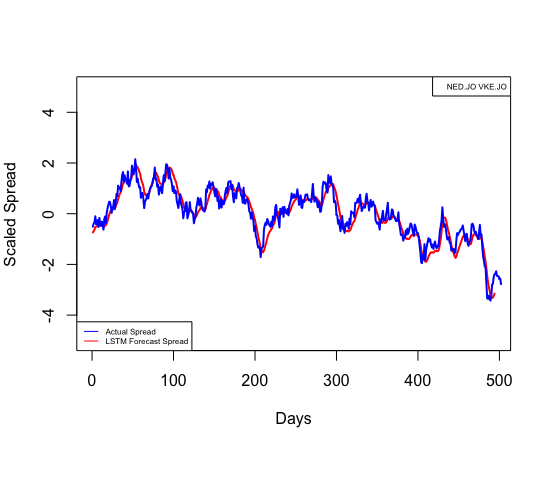 NED.JO VKE.JO
Scaled Spread
4
2
0
-2
-4
Actual Spread
LSTM Forecast Spread
0 100 200 300 400 500
Days